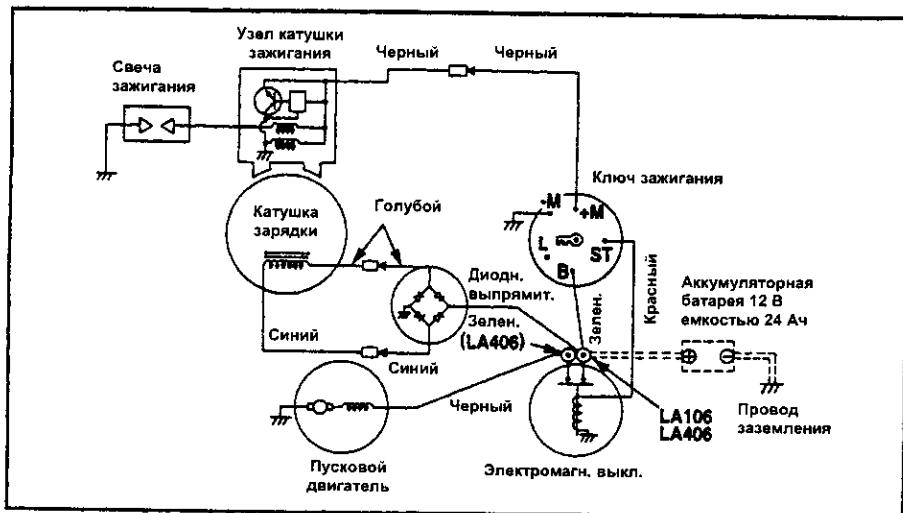 Узел катушки
зажигания
Черный
Черный
Свеча
зажигания
Ключ зажигания
-M
+M
L
ST
B
Катушка
зарядки
Голубой
Диодн.
выпрямит.
Зелен.
(LA406)
Зелен.
Красный
Аккумуляторная
батарея 12 В
емкостью 24 Ач
Синий
Синий
Черный
LA106
LA406
Провод
заземления
Пусковой
двигатель
Электромагн. выкл.